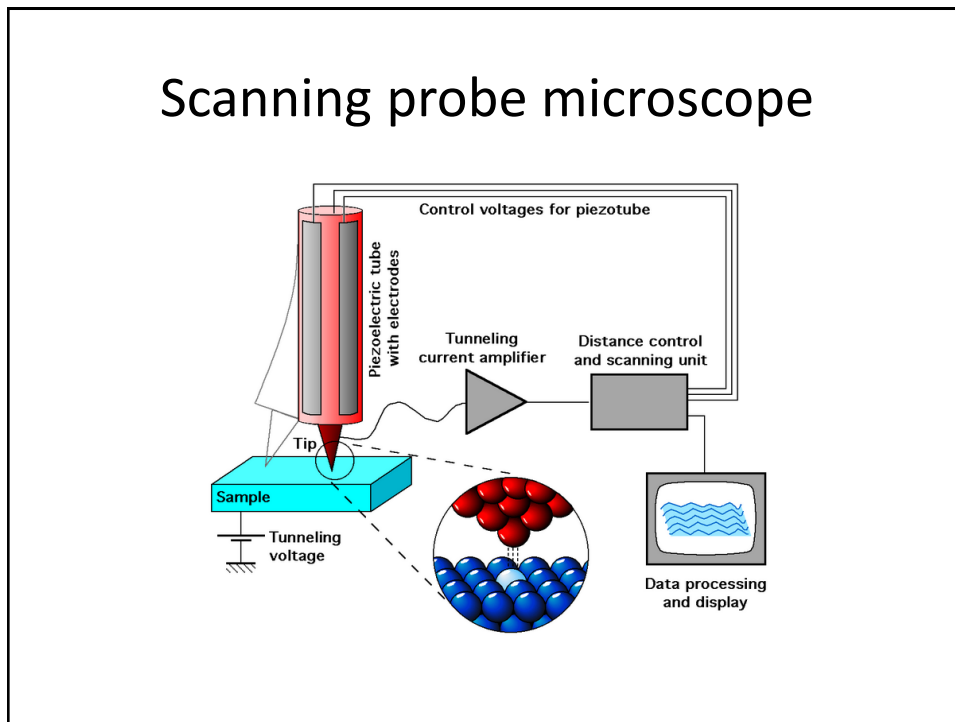 Scanning probe microscope
Control voltages for piezotube
Piezoelectric tube
with electrodes
Tunneling
current amplifier
Distance control
and scanning unit
Tip
Sample
Tunneling
voltage
Data processing
and display